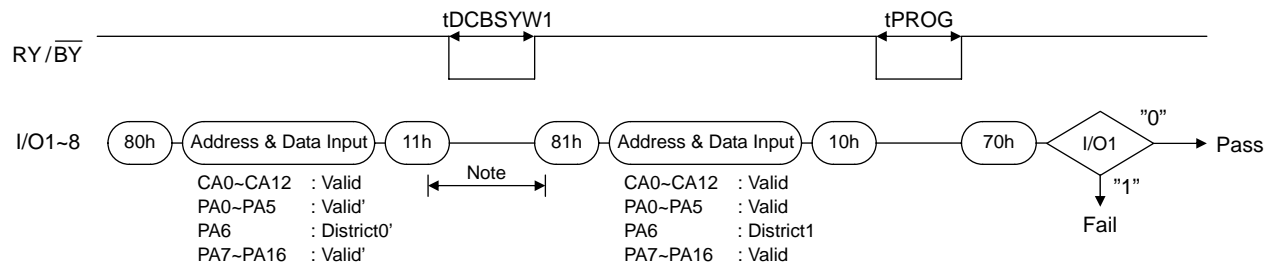 tDCBSYW1
tPROG
RY/BY
I/O1~8
80h
Address & Data Input
11h
81h
Address & Data Input
10h
70h
I/O1
"0"
Pass
"1"
Fail
Note
CA0~CA12 : Valid
PA0~PA5 : Valid'
PA6 : District0'
PA7~PA16 : Valid'
CA0~CA12 : Valid
PA0~PA5 : Valid
PA6 : District1
PA7~PA16 : Valid